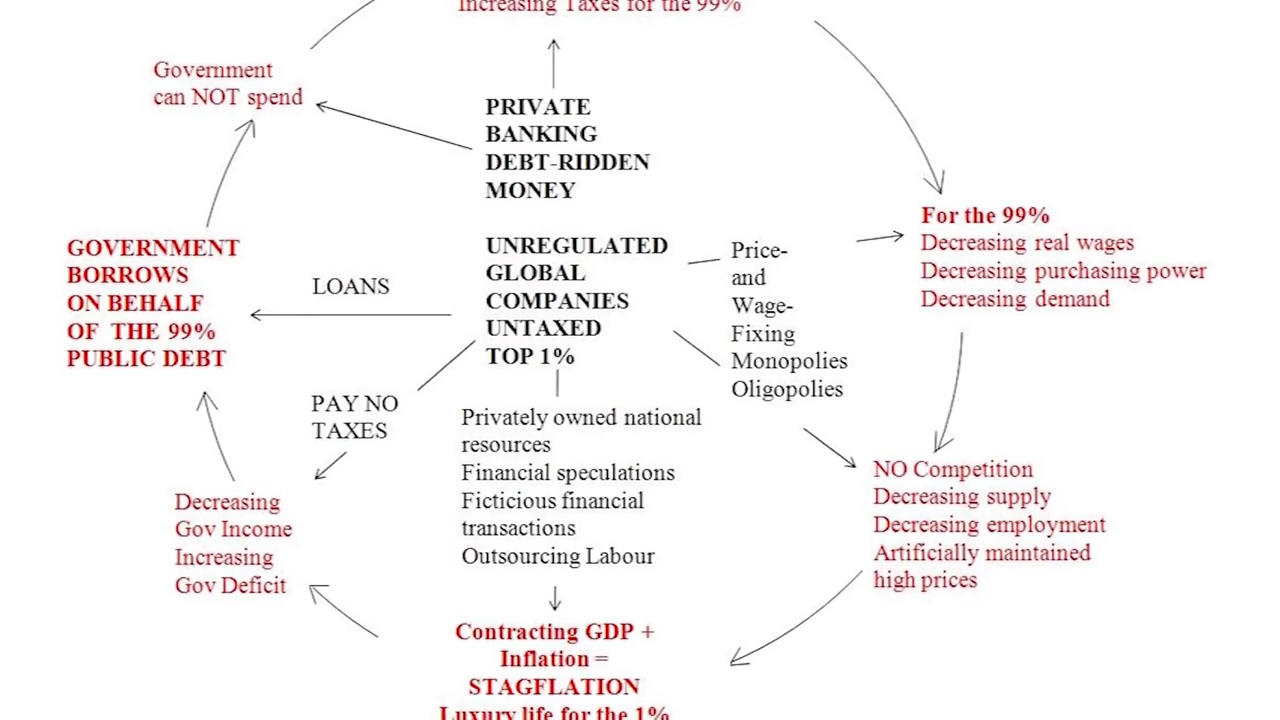 Increasing Taxes for the 99%
Government
can NOT spend
PRIVATE
BANKING
DEBT-RIDDEN
MONEY
For the 99%
Decreasing real wages
Decreasing purchasing power
Decreasing demand
GOVERNMENT
BORROWS
ON BEHALF
OF THE 99%
PUBLIC DEBT
LOANS
UNREGULATED
GLOBAL
COMPANIES
UNTAXED
TOP 1%
Price-
and
Wage-
Fixing
Monopolies
Oligopolies
PAY NO
TAXES
Privately owned national
resources
Financial speculations
Ficticious financial
transactions
Outsourcing Labour
NO Competition
Decreasing supply
Decreasing employment
Artificially maintained
high prices
Decreasing
Gov Income
Increasing
Gov Deficit
Contracting GDP +
Inflation =
STAGFLATION
Luxury life for the 1%